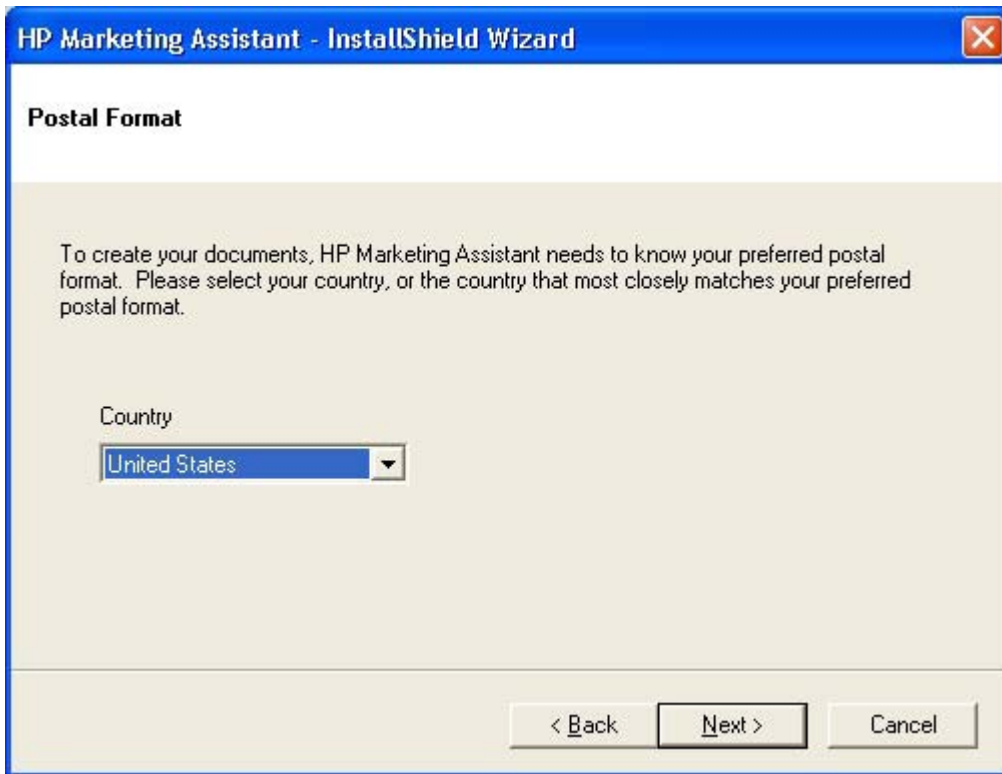 HP Marketing Assistant - InstallShield Wizard
Postal Format
To create your documents, HP Marketing Assistant needs to know your preferred postal
format.  Please select your country, or the country that most closely matches your preferred
postal format.
Country
United States
< Back
Next >
Cancel